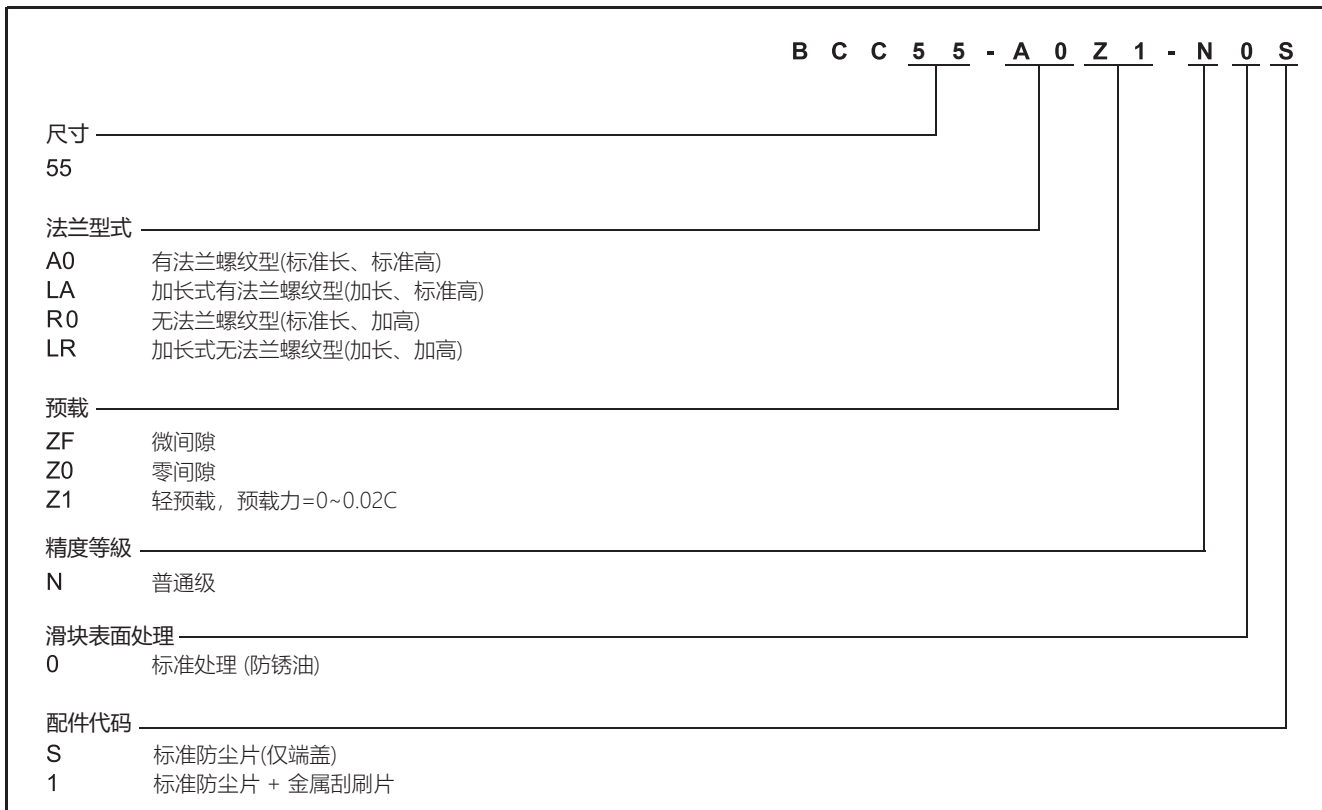 B C C 5 5 - A 0 Z 1 - N 0 S
尺寸
55
法兰型式
A0 有法兰螺纹型(标准长、标准高)
LA 加长式有法兰螺纹型(加长、标准高)
R0 无法兰螺纹型(标准长、加高)
LR 加长式无法兰螺纹型(加长、加高)
预载
ZF 微间隙
Z0 零间隙
Z1 轻预载，预载力=0~0.02C
精度等級
N 普通级
滑块表面处理
0 标准处理 (防锈油)
配件代码
S 标准防尘片(仅端盖)
1 标准防尘片 + 金属刮刷片